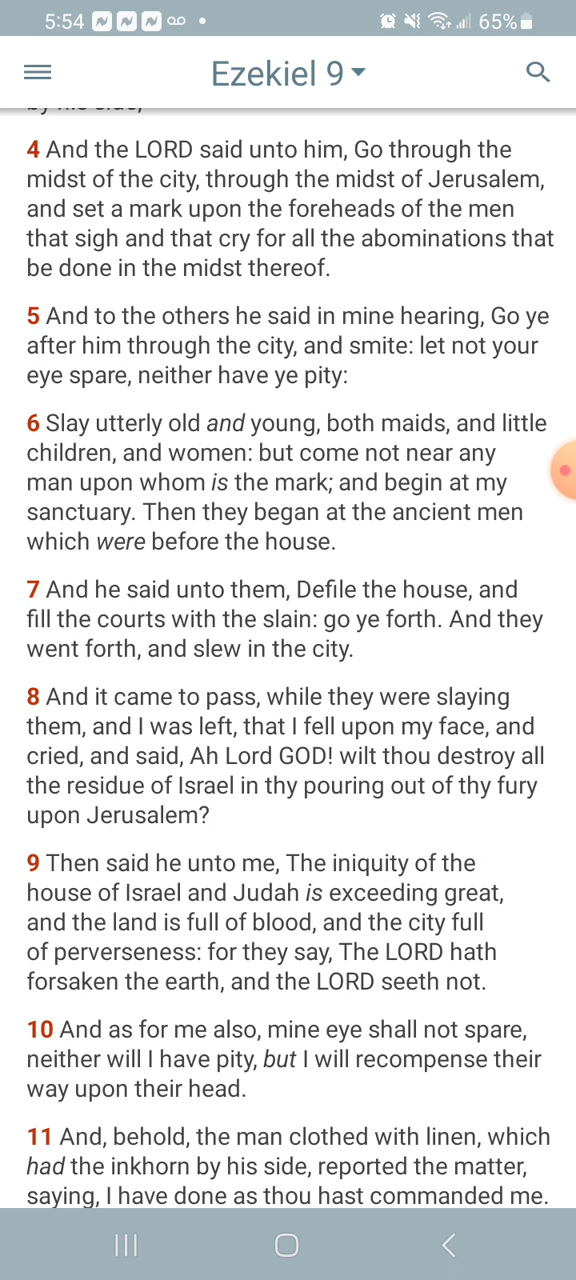 5:54
65%
Ezekiel 9
by his side;
4 And the LORD said unto him, Go through the
midst of the city, through the midst of Jerusalem,
and set a mark upon the foreheads of the men
that sigh and that cry for all the abominations that
be done in the midst thereof.
5 And to the others he said in mine hearing, Go ye
after him through the city, and smite: let not your
eye spare, neither have ye pity:
6 Slay utterly old and young, both maids, and little
children, and women: but come not near any
man upon whom is the mark; and begin at my
sanctuary. Then they began at the ancient men
which were before the house.
7 And he said unto them, Defile the house, and
fill the courts with the slain: go ye forth. And they
went forth, and slew in the city.
8 And it came to pass, while they were slaying
them, and I was left, that I fell upon my face, and
cried, and said, Ah Lord GOD! wilt thou destroy all
the residue of Israel in thy pouring out of thy fury
upon Jerusalem?
9 Then said he unto me, The iniquity of the
house of Israel and Judah is exceeding great,
and the land is full of blood, and the city full
of perverseness: for they say, The LORD hath
forsaken the earth, and the LORD seeth not.
10 And as for me also, mine eye shall not spare,
neither will I have pity, but I will recompense their
way upon their head.
11 And, behold, the man clothed with linen, which
had the inkhorn by his side, reported the matter,
saying, I have done as thou hast commanded me.